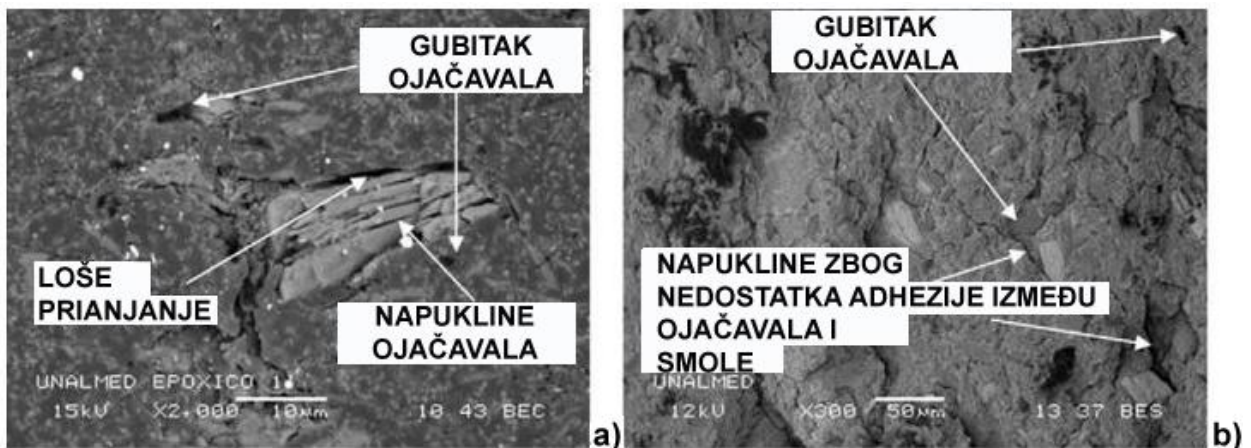 GUBITAK
OJAČAVALA
LOŠE
PRIANJANJE
NAPUKLINE
OJAČAVALA
UNALMED EPOXICO 1
15kV X2,000 10µm 10 43 BEC
a)
GUBITAK
OJAČAVALA
NAPUKLINE ZBOG
NEDOSTATKA ADHEZIJE IZMEĐU
OJAČAVALA I
SMOLE
UNALMED
12kV X300 50µm 13 37 BES
b)